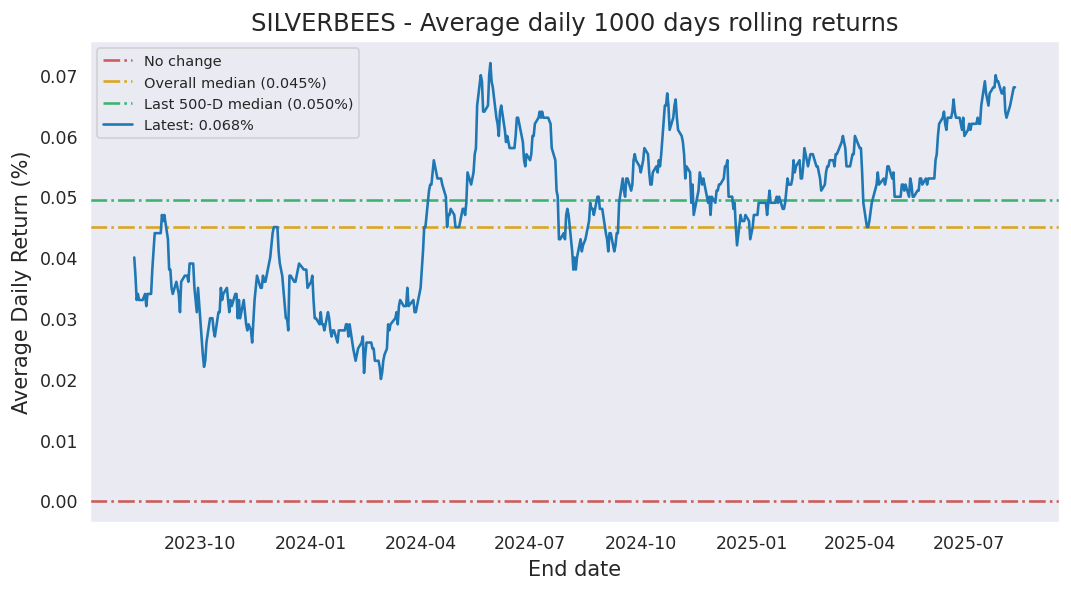 SILVERBEES - Average daily 1000 days rolling returns
No change
Overall median (0.045%)
Last 500-D median (0.050%)
Latest: 0.068%
Average Daily Return (%)
0.07
0.06
0.05
0.04
0.03
0.02
0.01
0.00
2023-10 2024-01 2024-04 2024-07 2024-10 2025-01 2025-04 2025-07
End date